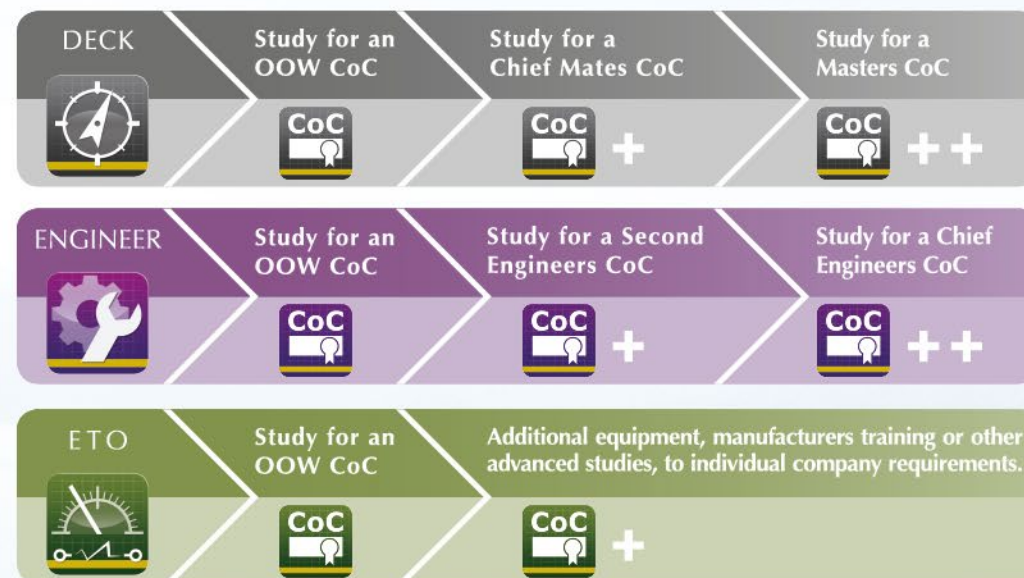 DECK
Study for an
OOW CoC
Study for a
Chief Mates CoC
Study for a
Masters CoC
CoC
CoC +
CoC ++
ENGINEER
Study for an
OOW CoC
Study for a Second
Engineers CoC
Study for a Chief
Engineers CoC
CoC
CoC +
CoC ++
ETO
Study for an
OOW CoC
Additional equipment, manufacturers training or other
advanced studies, to individual company requirements.
CoC
CoC +